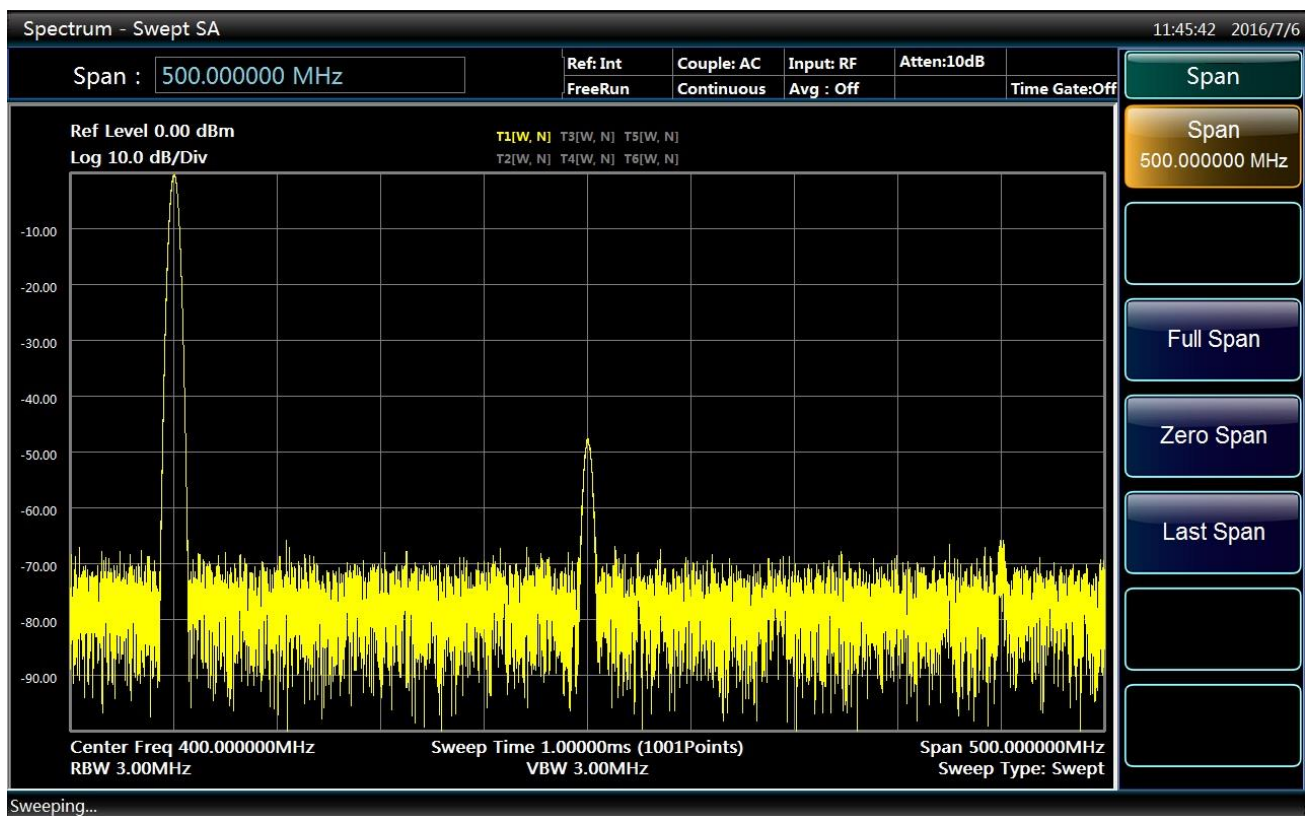 Spectrum - Swept SA
11:45:42 2016/7/6
Span : 500.000000 MHz
Ref: Int Couple: AC Input: RF Atten:10dB
FreeRun Continuous Avg : Off Time Gate:Off
Span
Ref Level 0.00 dBm
Log 10.0 dB/Div
T1[W, N] T3[W, N] T5[W, N]
T2[W, N] T4[W, N] T6[W, N]
-10.00
-20.00
-30.00
-40.00
-50.00
-60.00
-70.00
-80.00
-90.00
Center Freq 400.000000MHz Sweep Time 1.00000ms (1001Points) Span 500.000000MHz
RBW 3.00MHz VBW 3.00MHz Sweep Type: Swept
Span
500.000000 MHz
Full Span
Zero Span
Last Span
Sweeping...